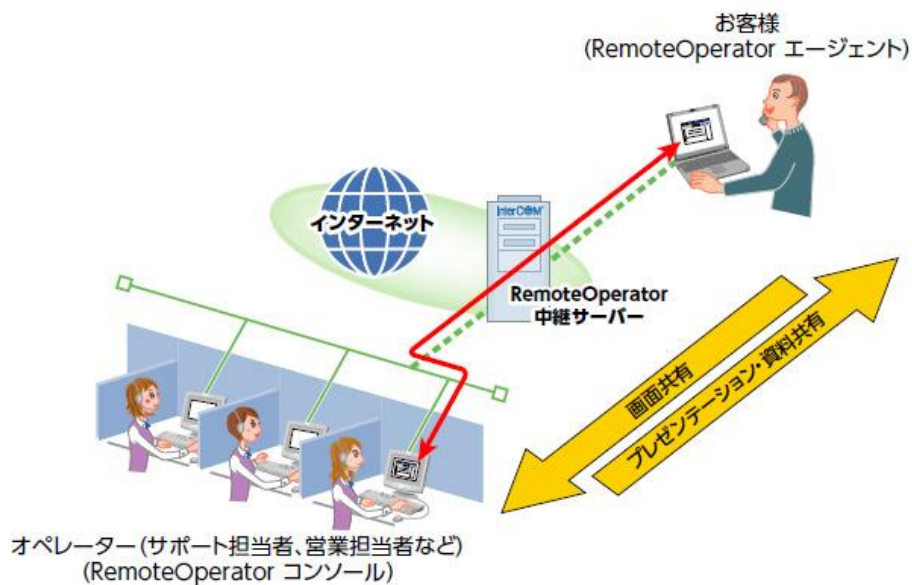 お客様
(RemoteOperator エージェント)
インターネット
InterCOM
RemoteOperator
中継サーバー
画面共有
プレゼンテーション・資料共有
オペレーター(サポート担当者、営業担当者など)
(RemoteOperator コンソール)